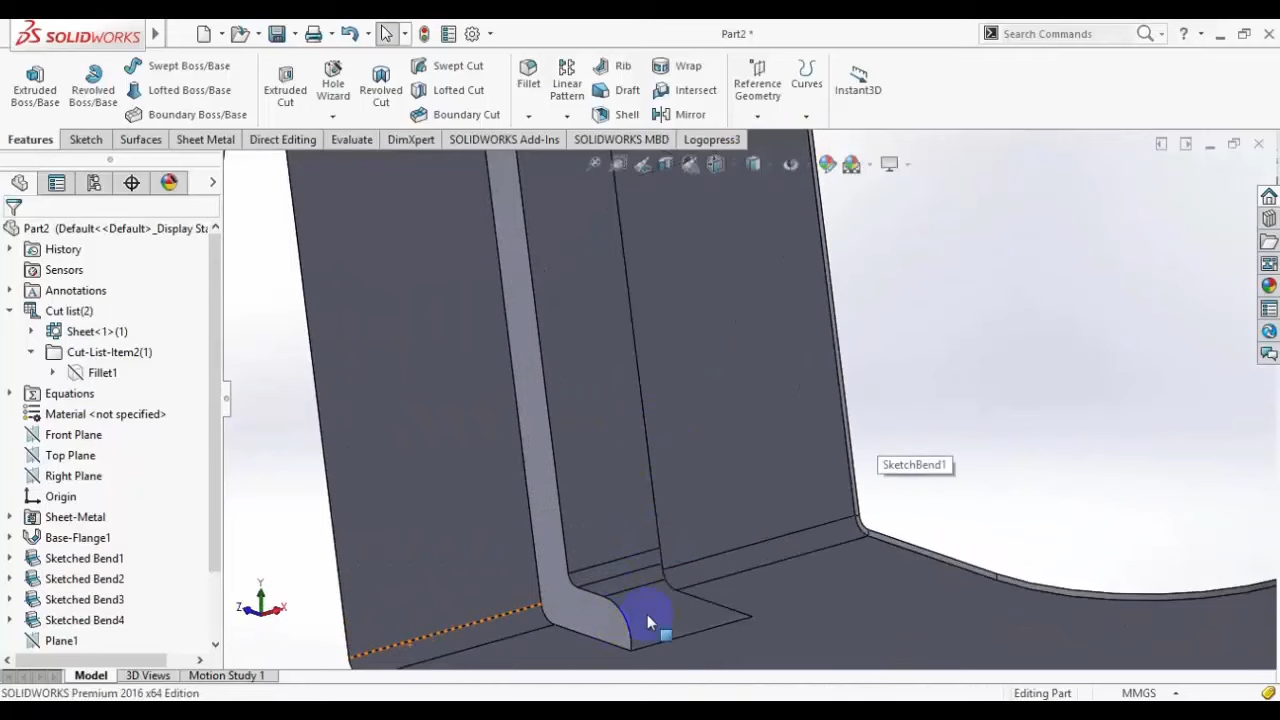 SOLIDWORKS
Part2 *
Search Commands
?
Extruded Boss/Base
Revolved Boss/Base
Swept Boss/Base
Lofted Boss/Base
Boundary Boss/Base
Extruded Cut
Hole Wizard
Revolved Cut
Swept Cut
Lofted Cut
Boundary Cut
Fillet
Linear Pattern
Rib
Draft
Shell
Wrap
Intersect
Mirror
Reference Geometry
Curves
Instant3D
Features Sketch Surfaces Sheet Metal Direct Editing Evaluate DimXpert SOLIDWORKS Add-Ins SOLIDWORKS MBD Logopress3
Part2 (Default<<Default>_Display Sta
History
Sensors
Annotations
Cut list(2)
Sheet<1>(1)
Cut-List-Item2(1)
Fillet1
Equations
Material <not specified>
Front Plane
Top Plane
Right Plane
Origin
Sheet-Metal
Base-Flange1
Sketched Bend1
Sketched Bend2
Sketched Bend3
Sketched Bend4
Plane1
SketchBend1
Y
Z
X
Model 3D Views Motion Study 1
SOLIDWORKS Premium 2016 x64 Edition
Editing Part
MMGS